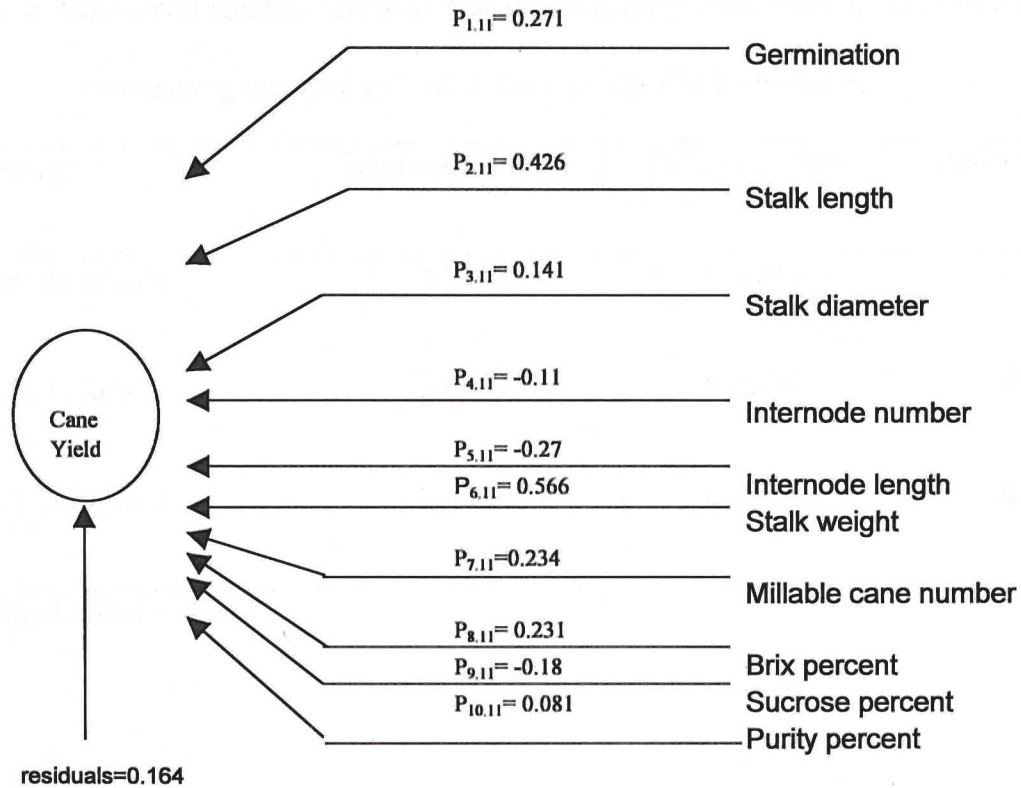 P1.11= 0.271
Germination
P2.11= 0.426
Stalk length
P3.11= 0.141
Stalk diameter
P4.11= -0.11
Internode number
P5.11= -0.27
Internode length
P6.11= 0.566
Stalk weight
P7.11=0.234
Millable cane number
P8.11= 0.231
Brix percent
P9.11= -0.18
Sucrose percent
P10.11= 0.081
Purity percent
Cane
Yield
residuals=0.164